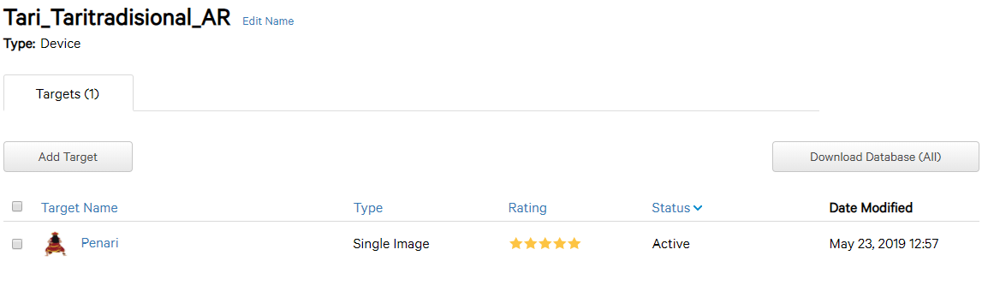 Tari_Taritradisional_AR Edit Name
Type: Device
Targets (1)
Add Target Download Database (All)
Target Name Type Rating Status Date Modified
Penari Single Image Active May 23, 2019 12:57